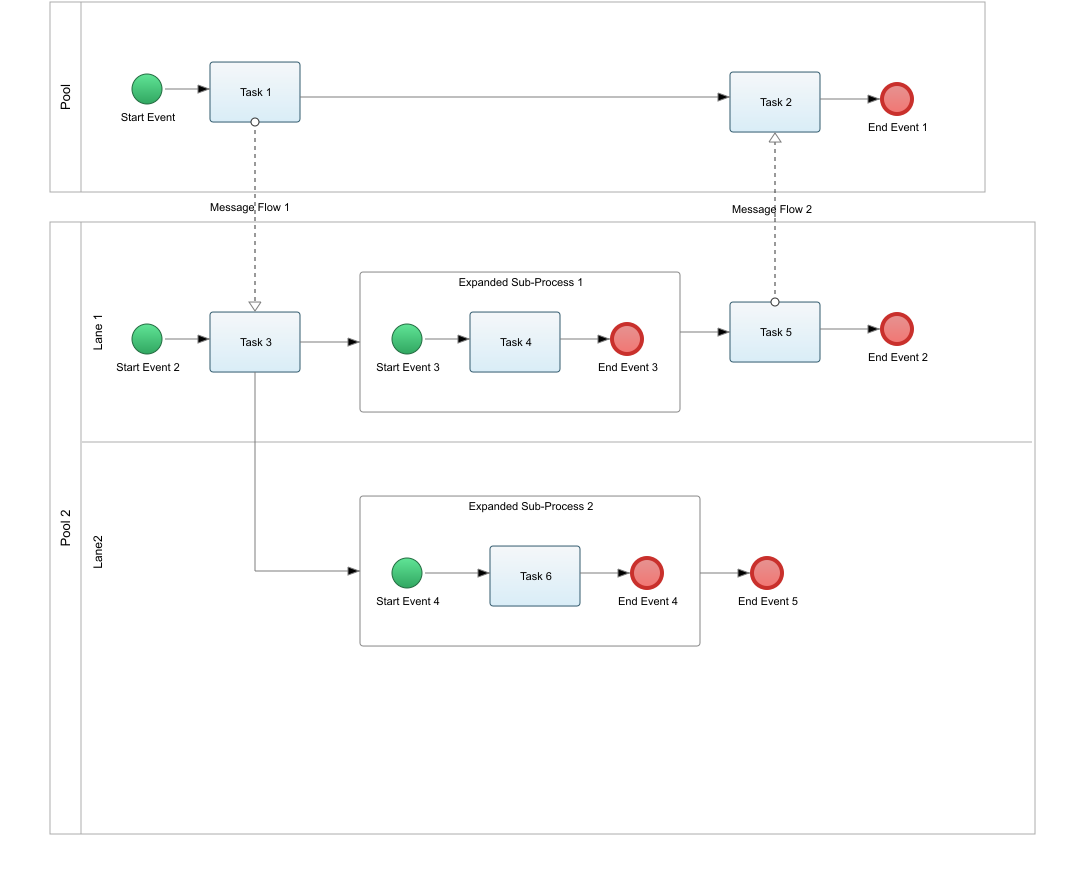 Pool
Task 1
Start Event
Task 2
End Event 1
Message Flow 1
Message Flow 2
Pool 2
Lane 1
Expanded Sub-Process 1
Start Event 2
Task 3
Start Event 3
Task 4
End Event 3
Task 5
End Event 2
Lane2
Expanded Sub-Process 2
Start Event 4
Task 6
End Event 4
End Event 5